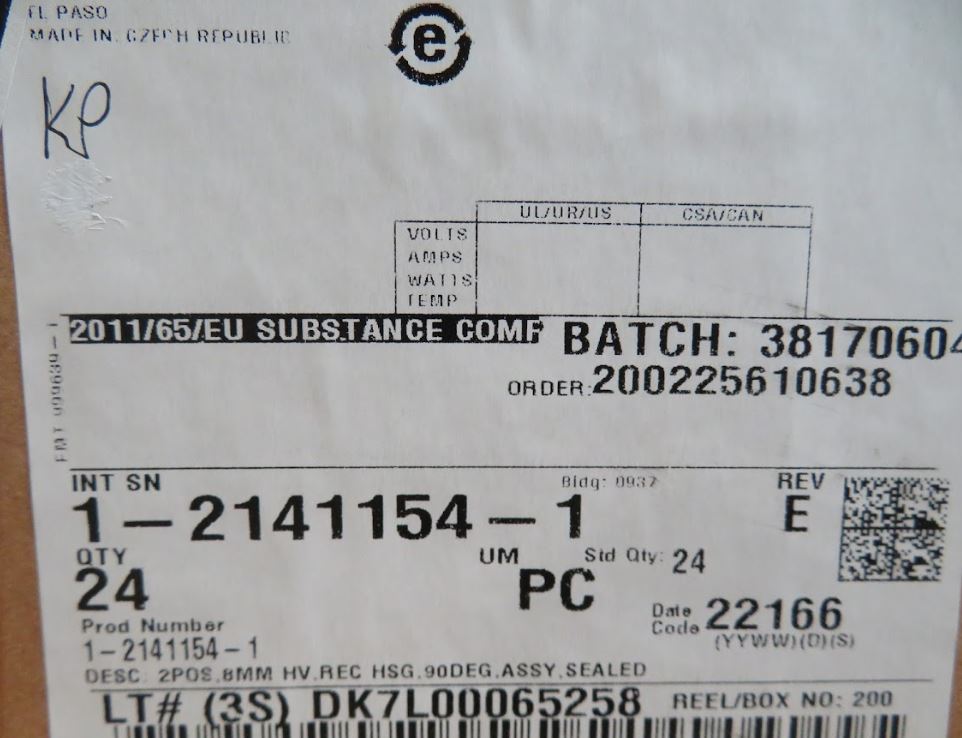 EL PASO
MADE IN: CZECH REPUBLIC
e
KP
UL/UR/US CSA/CAN
VOLTS
AMPS
WATTS
TEMP
2011/65/EU SUBSTANCE COMP BATCH: 38170604
ORDER:200225610638
INT SN Bldg: 0937 REV
1-2141154-1 E
QTY UM Std Qty: 24
24 PC
Date Code 22166
Prod Number (YYWW)(D)(S)
1-2141154-1
DESC: 2POS,8MM HV,REC HSG,90DEG,ASSY,SEALED
LT# (3S) DK7L00065258 REEL/BOX NO: 200